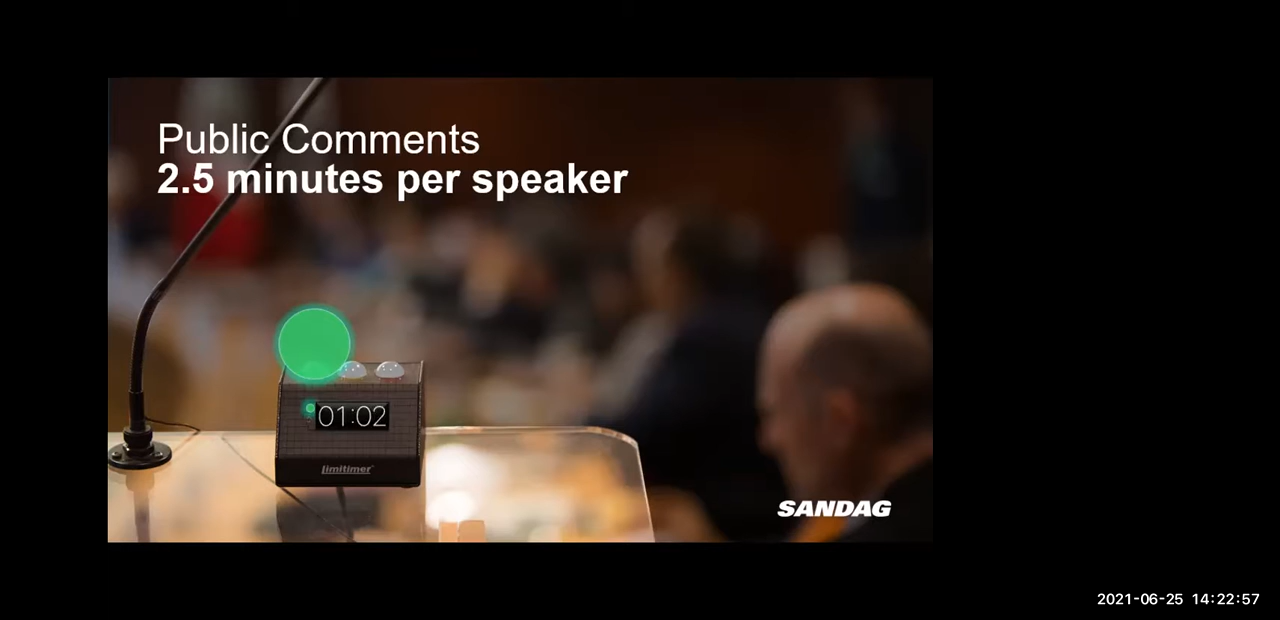 Public Comments
2.5 minutes per speaker
01:02
limitimer
SANDAG
2021-06-25 14:22:57